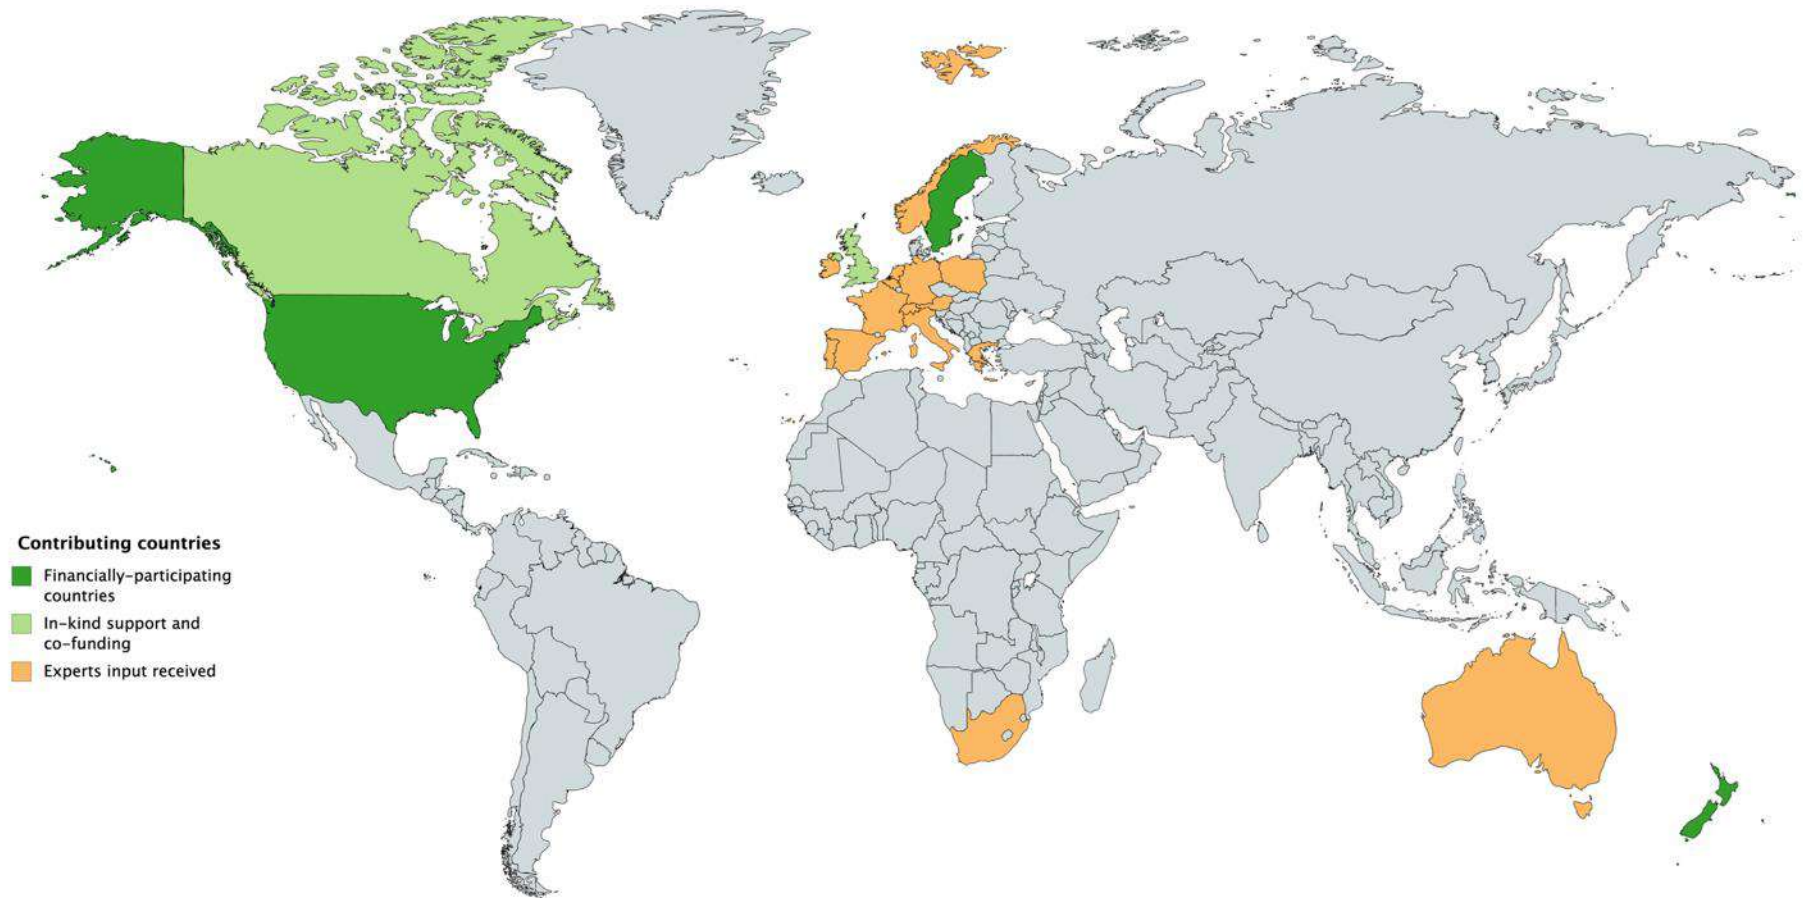 Contributing countries
Financially-participating
countries
In-kind support and
co-funding
Experts input received